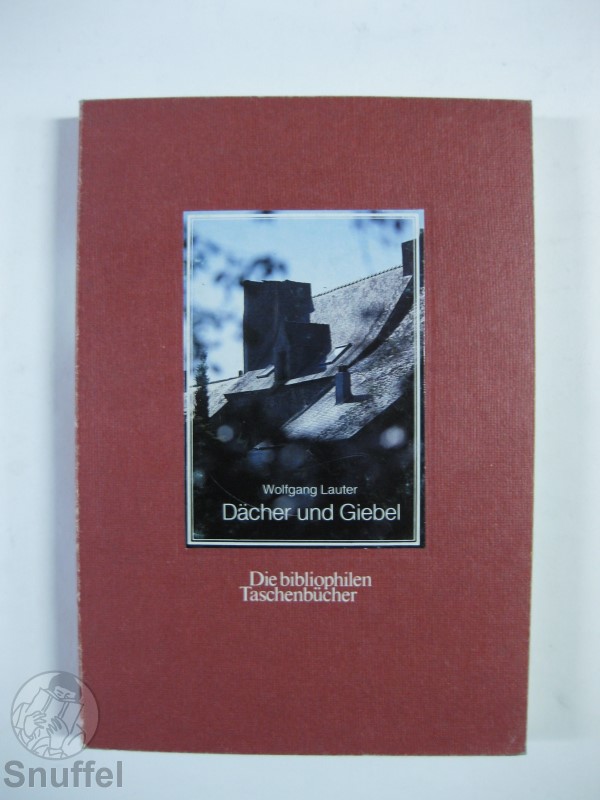 Wolfgang Lauter
Dächer und Giebel
Die bibliophilen
Taschenbücher
Snuffel